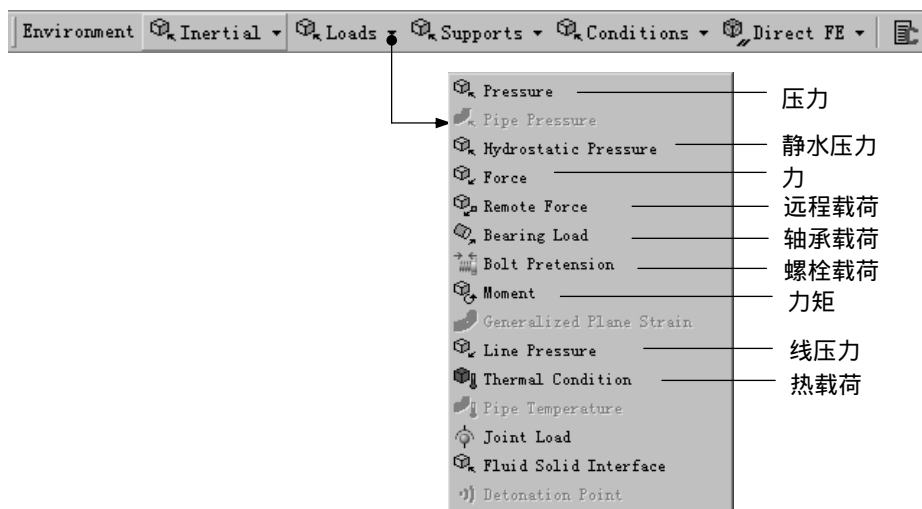 Environment Inertial Loads Supports Conditions Direct FE
Pressure 压力
Pipe Pressure
Hydrostatic Pressure 静水压力
Force 力
Remote Force 远程载荷
Bearing Load 轴承载荷
Bolt Pretension 螺栓载荷
Moment 力矩
Generalized Plane Strain
Line Pressure 线压力
Thermal Condition 热载荷
Pipe Temperature
Joint Load
Fluid Solid Interface
Detonation Point